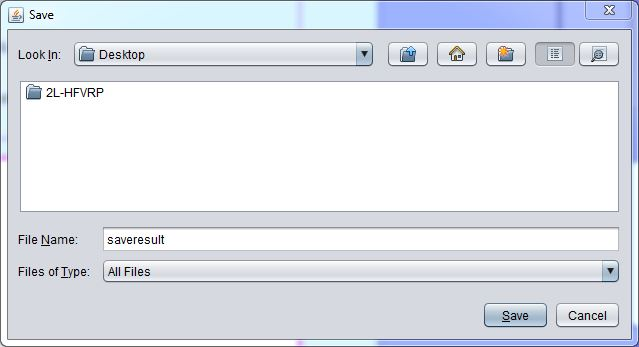 Save
Look In: Desktop
2L-HFVRP
File Name: saveresult
Files of Type: All Files
Save Cancel